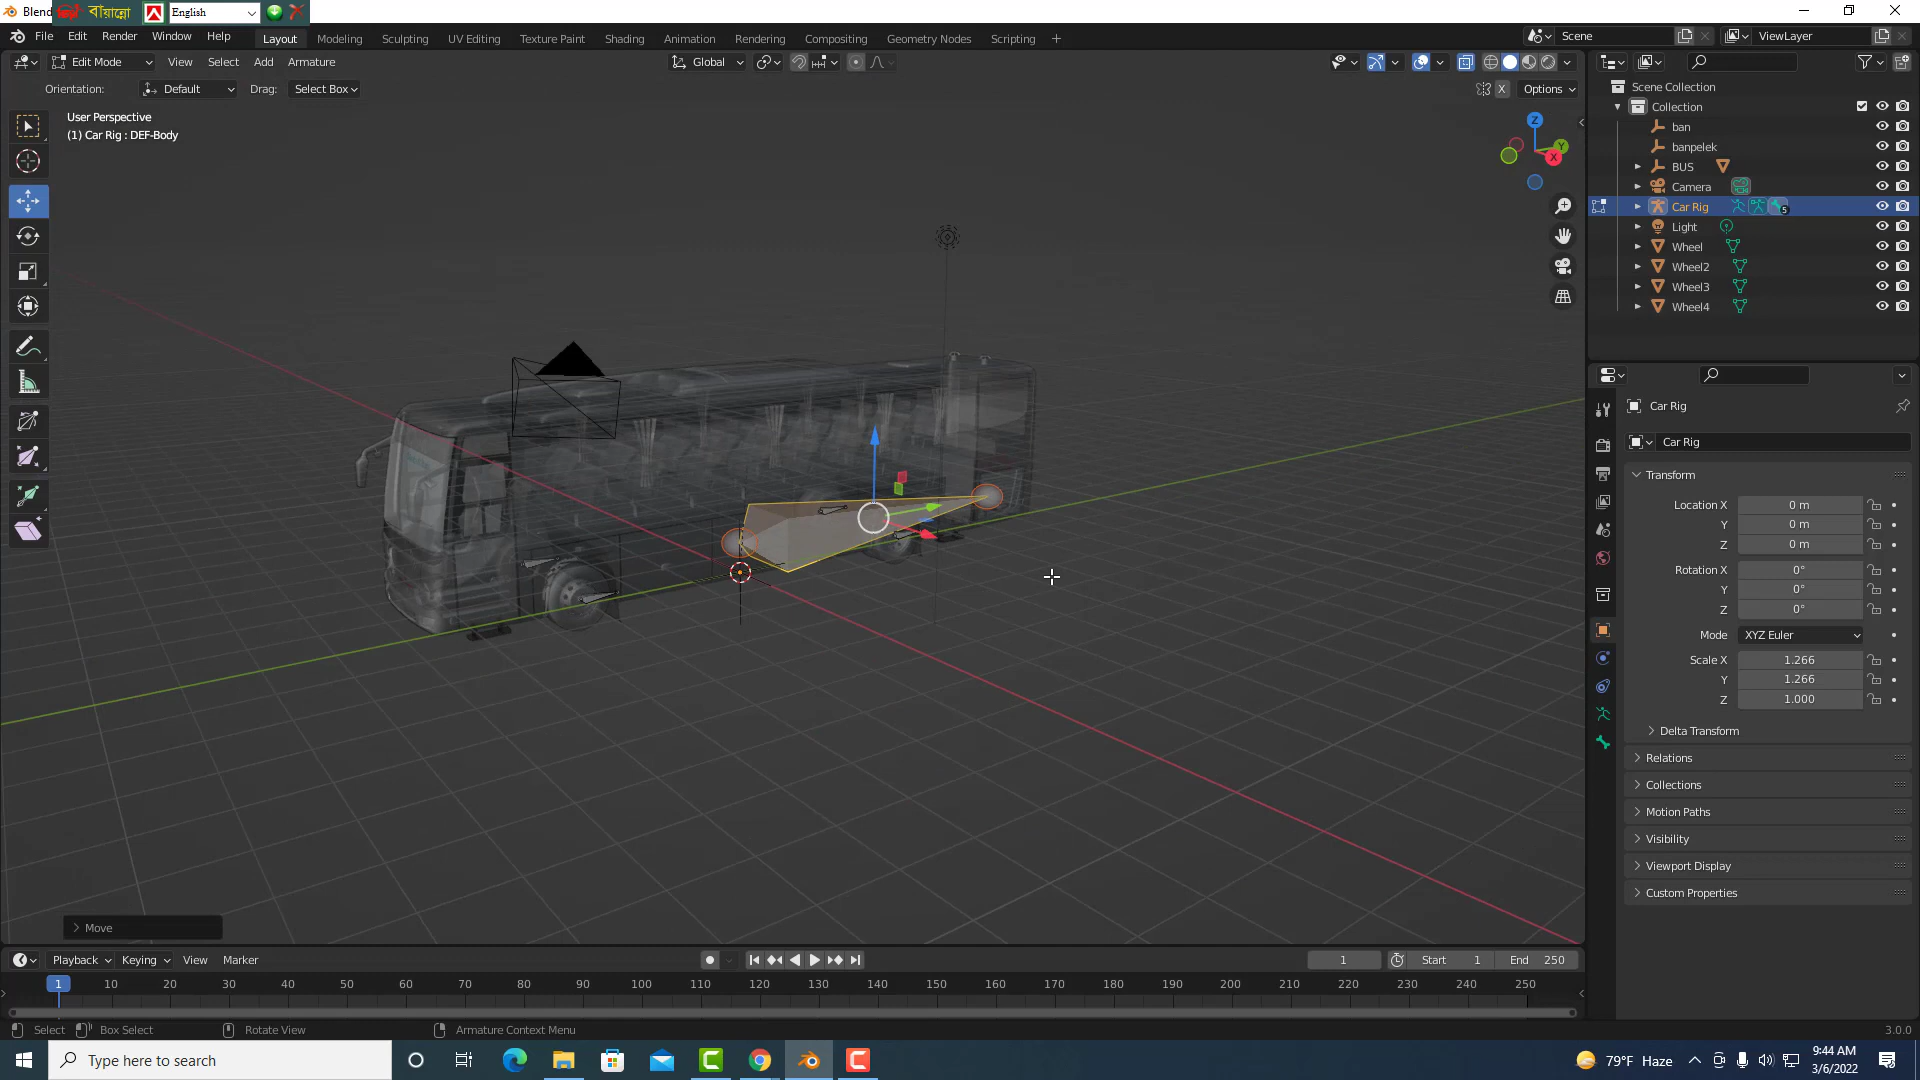 Blen
বায়ান্নো
English
File Edit Render Window Help
Layout Modeling Sculpting UV Editing Texture Paint Shading Animation Rendering Compositing Geometry Nodes Scripting +
Scene
ViewLayer
Edit Mode View Select Add Armature
Global
Orientation: Default Drag: Select Box
X Options
User Perspective
(1) Car Rig : DEF-Body
Z
Y
X
Scene Collection
Collection
ban
banpelek
BUS
Camera
Car Rig 5
Light
Wheel
Wheel2
Wheel3
Wheel4
Car Rig
Car Rig
Transform
Location X 0 m
Y 0 m
Z 0 m
Rotation X 0°
Y 0°
Z 0°
Mode XYZ Euler
Scale X 1.266
Y 1.266
Z 1.000
Delta Transform
Relations
Collections
Motion Paths
Visibility
Viewport Display
Custom Properties
Move
Playback Keying View Marker
1 Start 1 End 250
1 10 20 30 40 50 60 70 80 90 100 110 120 130 140 150 160 170 180 190 200 210 220 230 240 250
Select Box Select Rotate View Armature Context Menu 3.0.0
Type here to search
79°F Haze
9:44 AM
3/6/2022